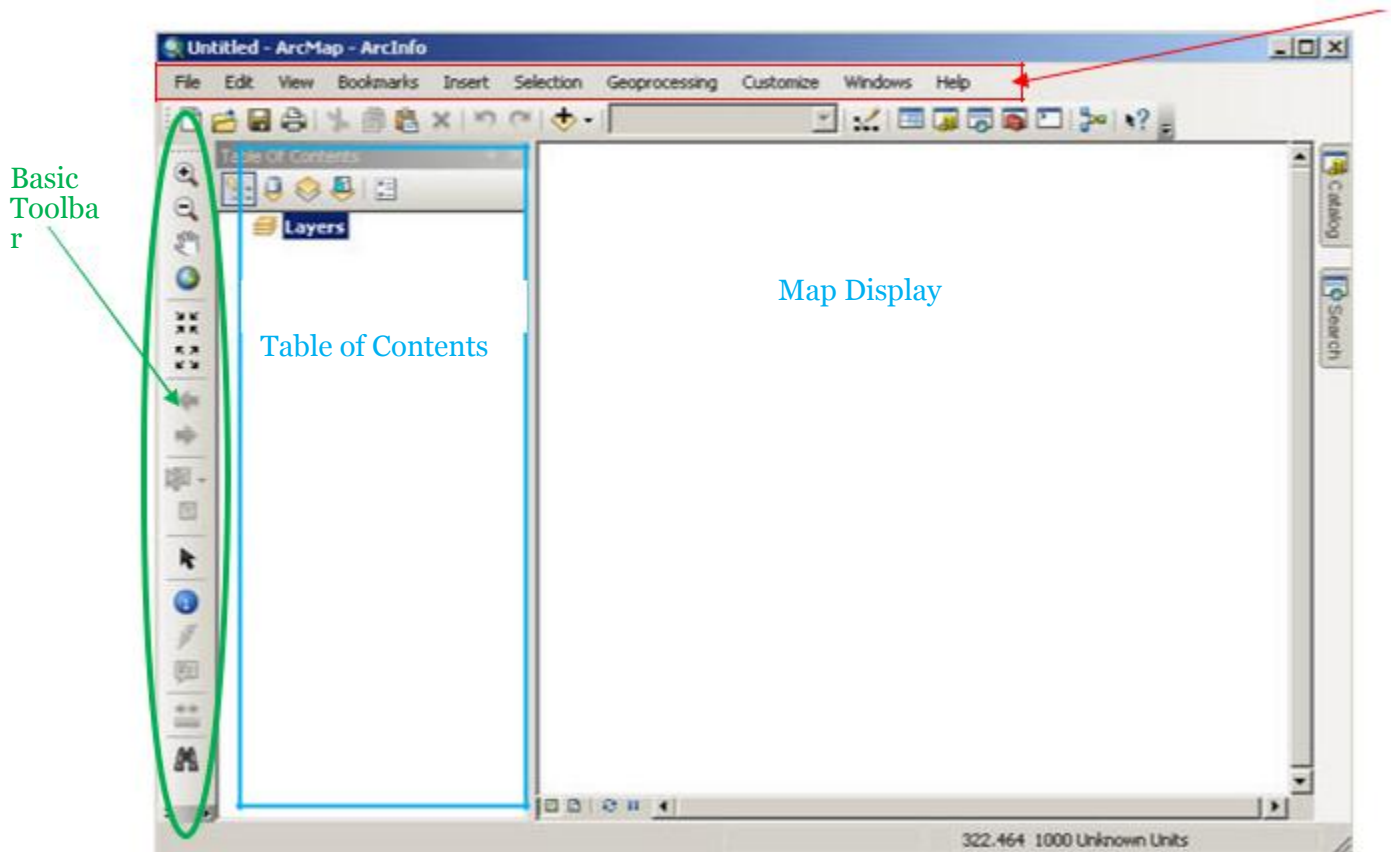 Untitled - ArcMap - ArcInfo
File Edit View Bookmarks Insert Selection Geoprocessing Customize Windows Help
Table Of Contents
Layers
Basic
Toolba
r
Table of Contents
Map Display
Catalog
Search
322.464 1000 Unknown Units